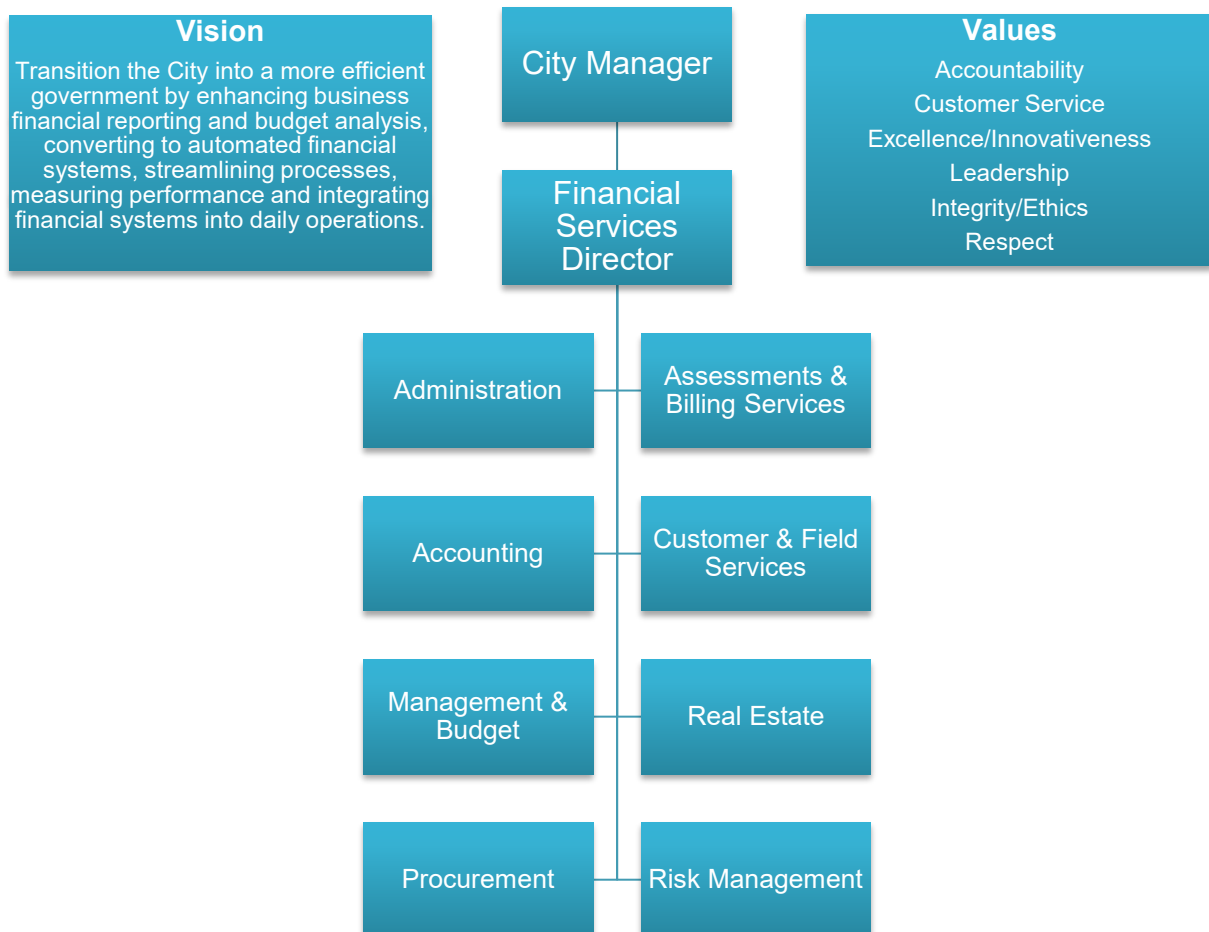 Vision
Transition the City into a more efficient
government by enhancing business
financial reporting and budget analysis,
converting to automated financial
systems, streamlining processes,
measuring performance and integrating
financial systems into daily operations.
City Manager
Values
Accountability
Customer Service
Excellence/Innovativeness
Leadership
Integrity/Ethics
Respect
Financial
Services
Director
Administration
Assessments &
Billing Services
Accounting
Customer & Field
Services
Management &
Budget
Real Estate
Procurement
Risk Management